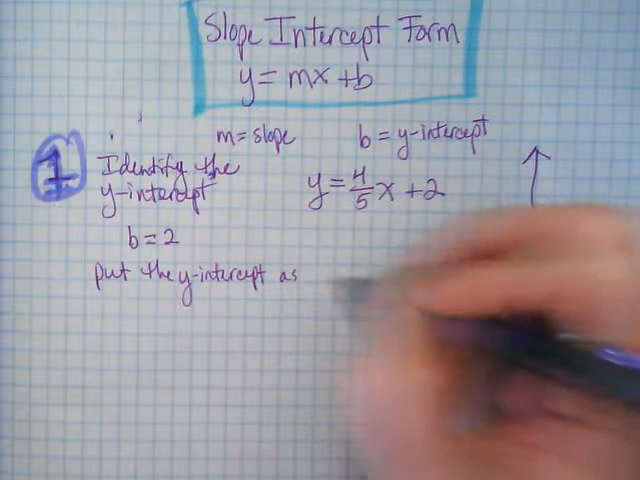 Slope Intercept Form
y = mx + b
m = slope
b = y-intercept
1
Identify the
y-intercept
y = 4/5 x + 2
b = 2
put the y-intercept as